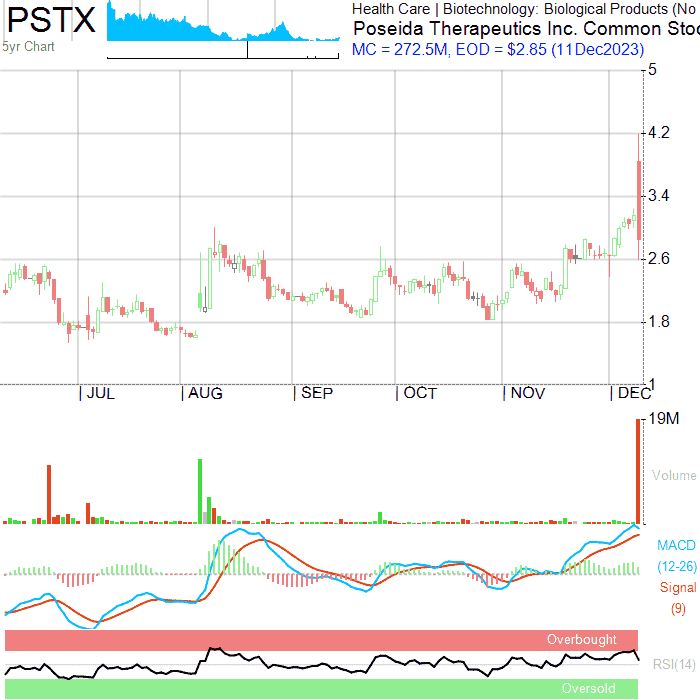 PSTX
5yr Chart
Health Care | Biotechnology: Biological Products (No
Poseida Therapeutics Inc. Common Stoc
MC = 272.5M, EOD = $2.85 (11Dec2023)
5
4.2
3.4
2.6
1.8
1
JUL AUG SEP OCT NOV DEC
19M
Volume
MACD
(12-26)
Signal
(9)
Overbought
RSI(14)
Oversold